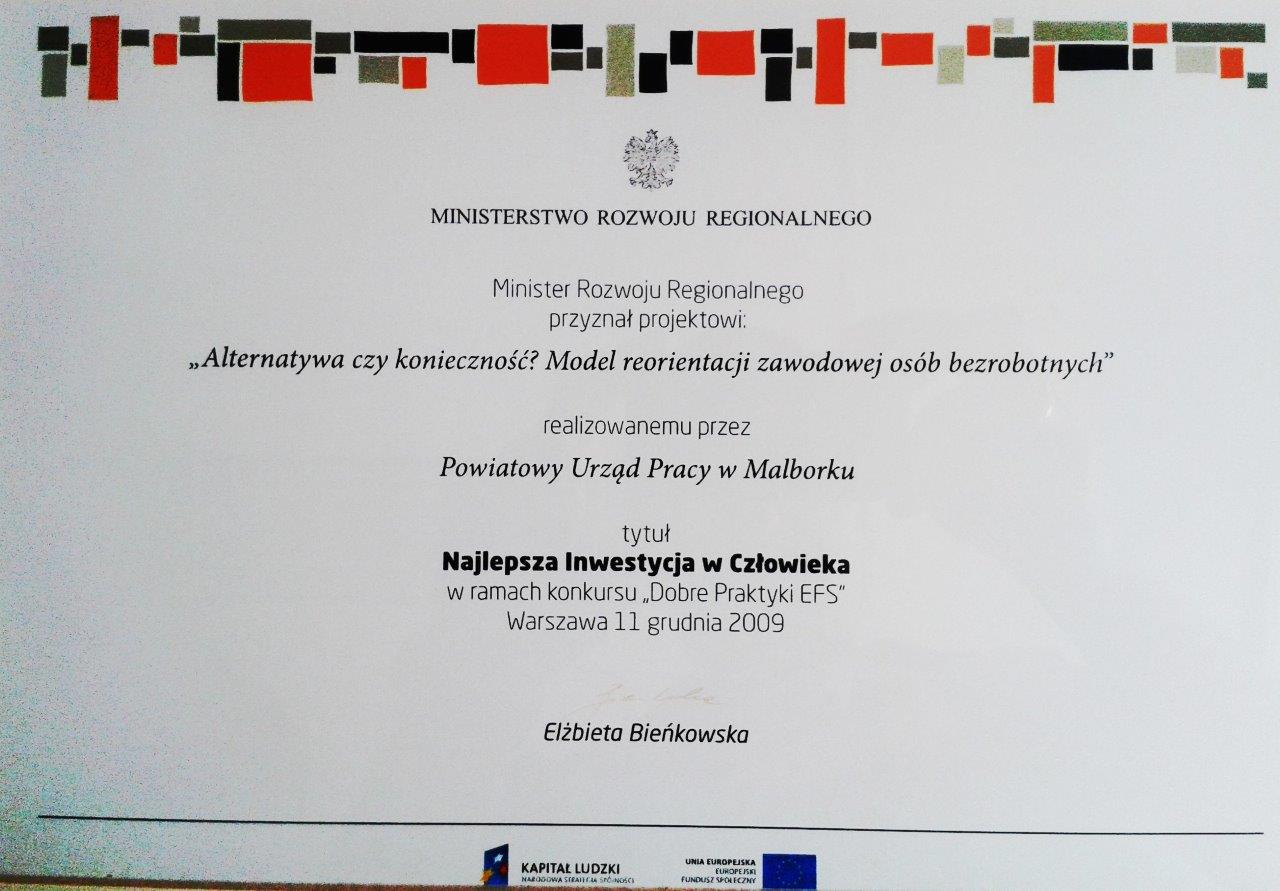 MINISTERSTWO ROZWOJU REGIONALNEGO
Minister Rozwoju Regionalnego
przyznał projektowi:
„Alternatywa czy konieczność? Model reorientacji zawodowej osób bezrobotnych”
realizowanemu przez
Powiatowy Urząd Pracy w Malborku
tytuł
Najlepsza Inwestycja w Człowieka
w ramach konkursu „Dobre Praktyki EFS”
Warszawa 11 grudnia 2009
Elżbieta Bieńkowska
KAPITAŁ LUDZKI
NARODOWA STRATEGIA SPÓJNOŚCI
UNIA EUROPEJSKA
EUROPEJSKI
FUNDUSZ SPOŁECZNY